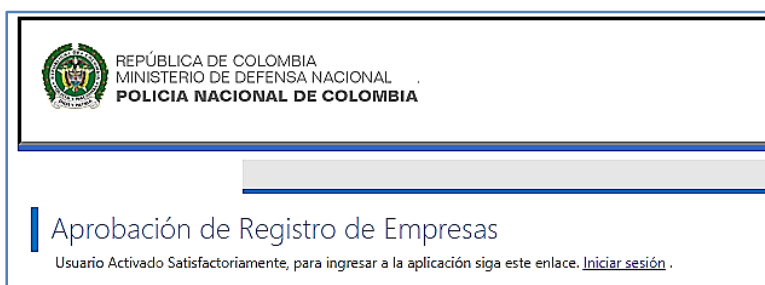 REPÚBLICA DE COLOMBIA
MINISTERIO DE DEFENSA NACIONAL .
POLICIA NACIONAL DE COLOMBIA
Aprobación de Registro de Empresas
Usuario Activado Satisfactoriamente, para ingresar a la aplicación siga este enlace. Iniciar sesión .